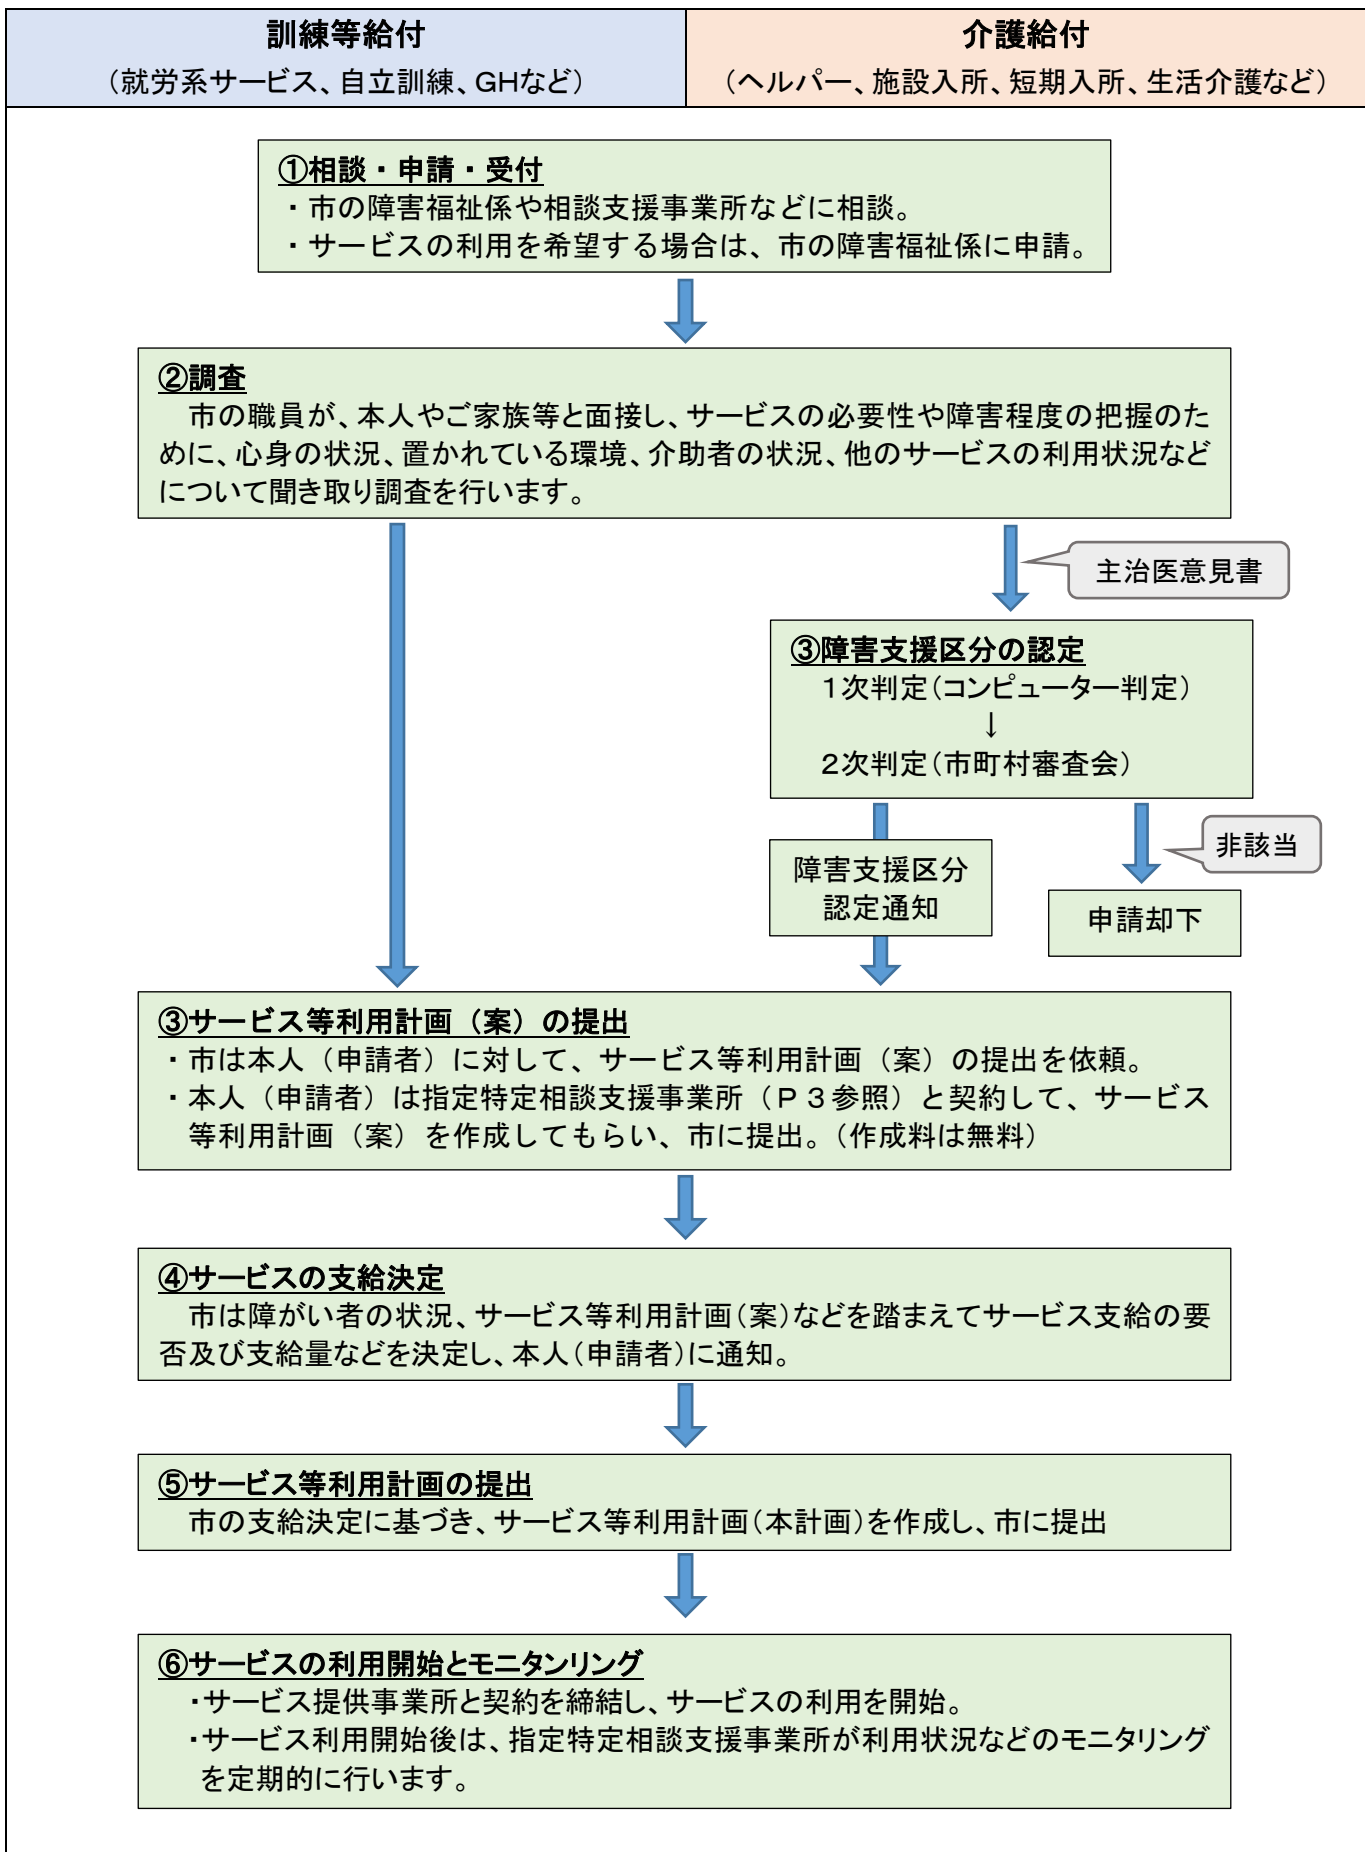 訓練等給付
（就労系サービス、自立訓練、GHなど）
介護給付
（ヘルパー、施設入所、短期入所、生活介護など）
①相談・申請・受付
・市の障害福祉係や相談支援事業所などに相談。
・サービスの利用を希望する場合は、市の障害福祉係に申請。
②調査
市の職員が、本人やご家族等と面接し、サービスの必要性や障害程度の把握のた
めに、心身の状況、置かれている環境、介助者の状況、他のサービスの利用状況など
について聞き取り調査を行います。
主治医意見書
③障害支援区分の認定
１次判定（コンピューター判定）
↓
２次判定（市町村審査会）
障害支援区分
認定通知
非該当
申請却下
③サービス等利用計画（案）の提出
・市は本人（申請者）に対して、サービス等利用計画（案）の提出を依頼。
・本人（申請者）は指定特定相談支援事業所（Ｐ３参照）と契約して、サービス
等利用計画（案）を作成してもらい、市に提出。（作成料は無料）
④サービスの支給決定
市は障がい者の状況、サービス等利用計画（案）などを踏まえてサービス支給の要
否及び支給量などを決定し、本人（申請者）に通知。
⑤サービス等利用計画の提出
市の支給決定に基づき、サービス等利用計画（本計画）を作成し、市に提出
⑥サービスの利用開始とモニタンリング
・サービス提供事業所と契約を締結し、サービスの利用を開始。
・サービス利用開始後は、指定特定相談支援事業所が利用状況などのモニタリング
を定期的に行います。